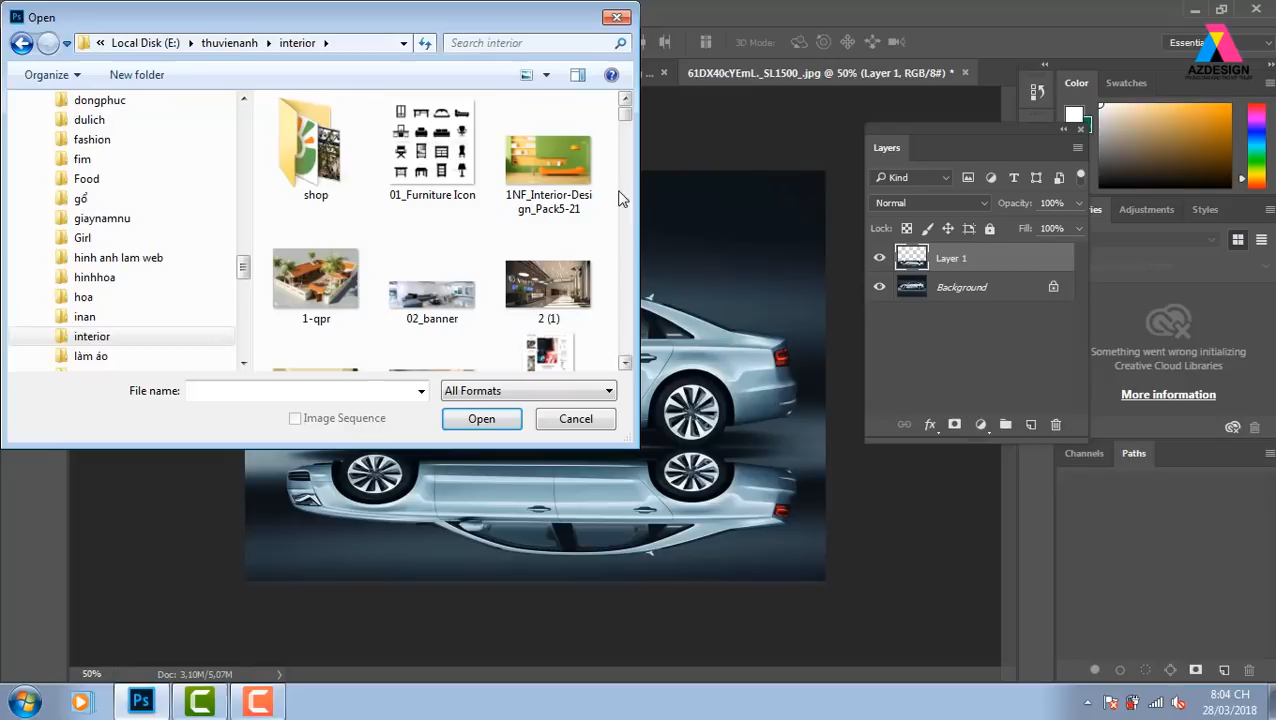 Open
« Local Disk (E:) ▸ thuvienanh ▸ interior ▸
Search interior
Organize
New folder
dongphuc
dulich
fashion
fim
Food
gổ
giaynamnu
Girl
hinh anh lam web
hinhhoa
hoa
inan
interior
làm áo
shop
01_Furniture Icon
1NF_Interior-Desi
gn_Pack5-21
1-qpr
02_banner
2 (1)
File name:
All Formats
Image Sequence
Open
Cancel
3D Mode:
Essentia
AZDESIGN
61DX40cYEmL._SL1500_.jpg @ 50% (Layer 1, RGB/8#) *
Color
Swatches
Layers
Kind
Normal
Opacity: 100%
Lock:
Fill: 100%
Layer 1
Background
Adjustments
Styles
Something went wrong initializing
Creative Cloud Libraries
More information
Channels
Paths
50%
Doc: 3,10M/5,07M
Ps
8:04 CH
28/03/2018